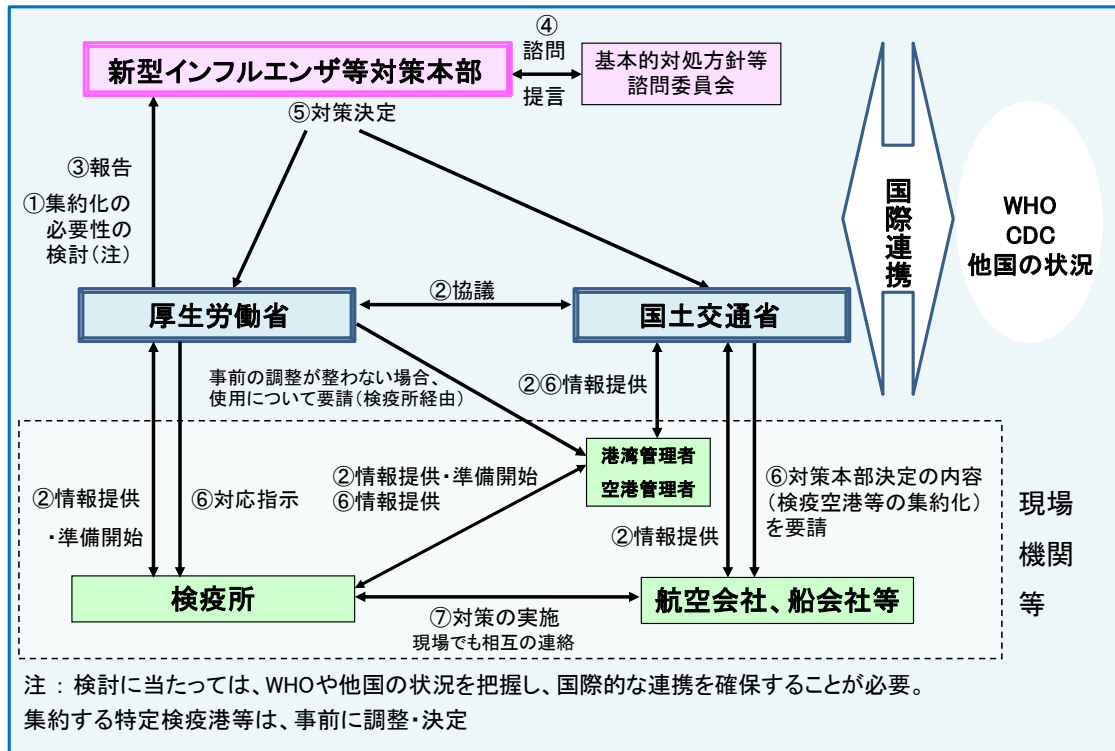 新型インフルエンザ等対策本部
④
諮問
提言
基本的対処方針等
諮問委員会
⑤対策決定
③報告
①集約化の
必要性の
検討(注)
国際連携
WHO
CDC
他国の状況
厚生労働省
②協議
国土交通省
事前の調整が整わない場合、
使用について要請(検疫所経由)
②⑥情報提供
港湾管理者
空港管理者
②情報提供
・準備開始
⑥対応指示
②情報提供・準備開始
⑥情報提供
②情報提供
⑥対策本部決定の内容
(検疫空港等の集約化)
を要請
現場
機関
等
検疫所
⑦対策の実施
現場でも相互の連絡
航空会社、船会社等
注 : 検討に当たっては、WHOや他国の状況を把握し、国際的な連携を確保することが必要。
集約する特定検疫港等は、事前に調整・決定